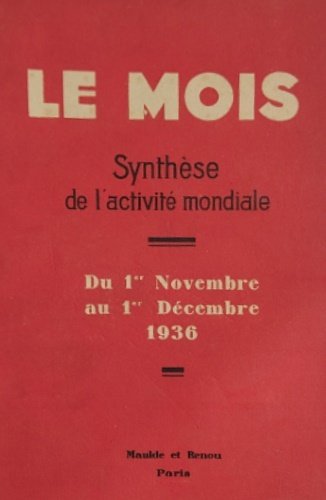 LE MOIS
Synthèse
de l'activité mondiale
Du 1er Novembre
au 1er Décembre
1936
Maulde et Renou
Paris